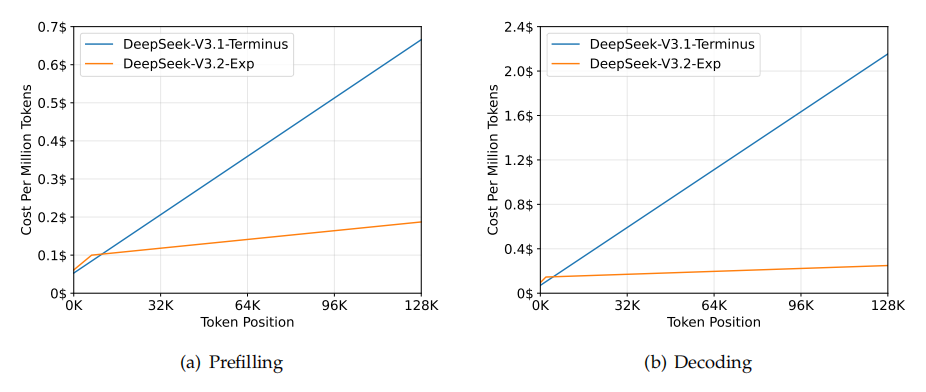 0.7$
0.6$
0.5$
0.4$
0.3$
0.2$
0.1$
0$
Cost Per Million Tokens
DeepSeek-V3.1-Terminus
DeepSeek-V3.2-Exp
0K 32K 64K 96K 128K
Token Position
(a) Prefilling
2.4$
2.0$
1.6$
1.2$
0.8$
0.4$
0$
Cost Per Million Tokens
DeepSeek-V3.1-Terminus
DeepSeek-V3.2-Exp
0K 32K 64K 96K 128K
Token Position
(b) Decoding